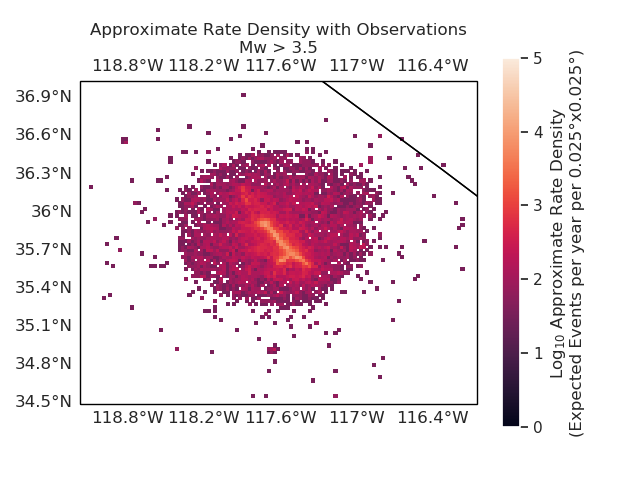 Approximate Rate Density with Observations
Mw > 3.5
118.8°W 118.2°W 117.6°W 117°W 116.4°W
36.9°N
36.6°N
36.3°N
36°N
35.7°N
35.4°N
35.1°N
34.8°N
34.5°N
118.8°W 118.2°W 117.6°W 117°W 116.4°W
5
4
3
2
1
0
Log₁₀ Approximate Rate Density
(Expected Events per year per 0.025°x0.025°)